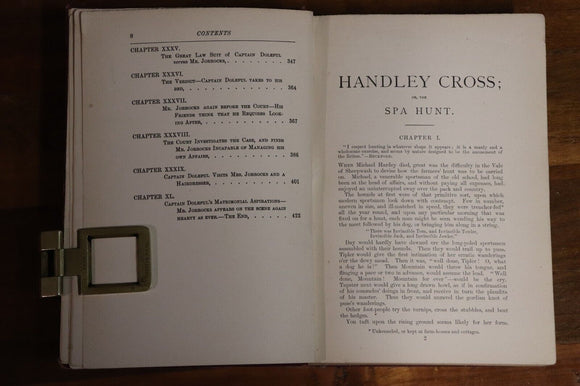 8 CONTENTS
CHAPTER XXXV.
The Great Law Suit of Captain Doleful
versus Mr. Jorrocks, 347
CHAPTER XXXVI.
The Verdict—Captain Doleful takes to his
bed, 364
CHAPTER XXXVII.
Mr. Jorrocks again before the Court—His
Friends think that he Requires Looking
After, 367
CHAPTER XXXVIII.
The Court Investigates the Case, and finds
Mr. Jorrocks Incapable of Managing his
own Affairs, 384
CHAPTER XXXIX.
Captain Doleful Visits Mrs. Jorrocks and a
Hairdresser, 401
CHAPTER XL.
Captain Doleful's Matrimonial Aspirations—
Mr. Jorrocks appears on the scene again
hearty as ever.—The End, 422
HANDLEY CROSS;
OR, THE
SPA HUNT.
CHAPTER I.
"I expect hunting in whatever shape it appears; it is a manly and a
wholesome exercise, and seems by nature designed to be the amusement of
the Briton."—Beckford.
When Michael Hardey died, great was the difficulty in the Vale
of Sheepwash to devise how the farmers' hunt was to be carried
on. Michael, a venerable sportsman of the old school, had long
been at the head of affairs, and without paying all expenses, had
enjoyed an uninterrupted sway over the pack and country.
The hounds at first were of that primitive sort, upon which
modern sportsmen look down with contempt. Few in number,
uneven in size, and ill-matched in speed, they were trencher-fed*
all the year round, and upon any particular morning that was
fixed on for a hunt, each man might be seen wending his way to
the meet followed by his dog, or bringing him along in a string.
"There was Invincible Tom, and Invincible Towler,
Invincible Jack, and Invincible Jowler."
Day would hardly have dawned ere the long-poled sportsmen
assembled with their hounds. Then they would trail up to puss.
Tipler would give the first intimation of her erratic wanderings
o'er the dewy mead. Then it was, "well done, Tipler! O, what
a dog he is!" Then Mountain would throw his tongue, and
flinging a pace or two in advance, would assume the lead. "Well
done, Mountain! Mountain for ever"—would be the cry.
Tapster next would give a long drawn howl, as if in confirmation
of his comrades' doings in front, and receive in turn the plaudits
of his master. Thus they would unravel the gordian knot of
puss's wanderings.
Other foot-people try the turnips, cross the stubbles, and beat
the hedges.
You tuft upon the rising ground seems likely for her form.
* Unkenneled, or kept at farm-houses and cottages.
2